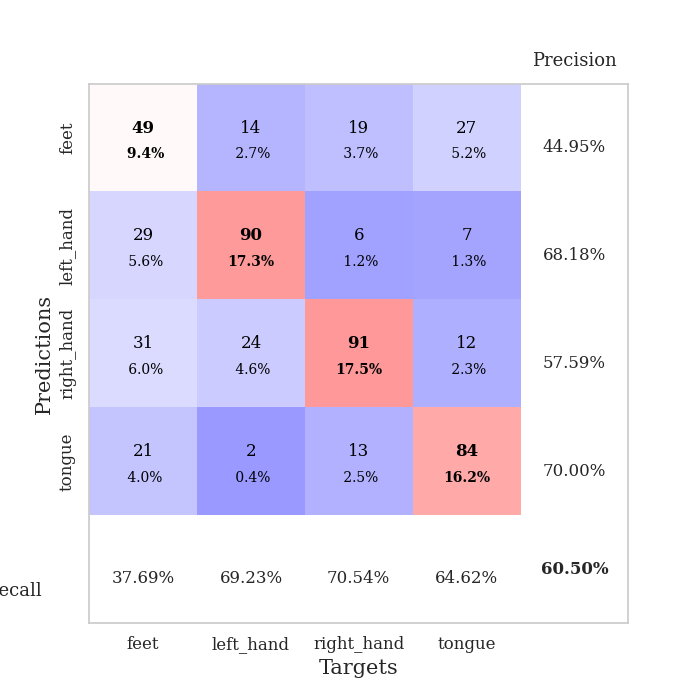 Precision
feet
49 14 19 27
9.4% 2.7% 3.7% 5.2%
44.95%
left_hand
29 90 6 7
5.6% 17.3% 1.2% 1.3%
68.18%
Predictions
right_hand
31 24 91 12
6.0% 4.6% 17.5% 2.3%
57.59%
tongue
21 2 13 84
4.0% 0.4% 2.5% 16.2%
70.00%
ecall
37.69% 69.23% 70.54% 64.62%
60.50%
feet left_hand right_hand tongue
Targets